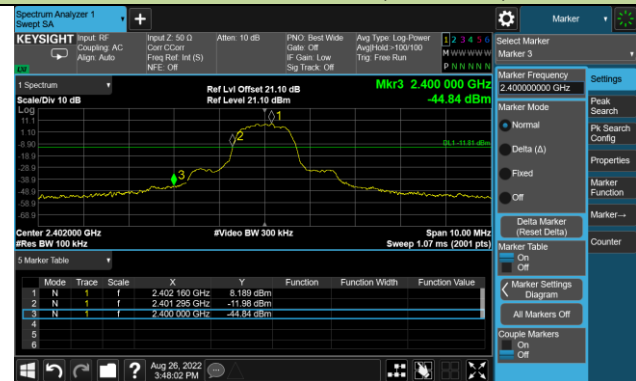 Spectrum Analyzer 1
Swept SA
Marker
KEYSIGHT
Input: RF
Coupling: AC
Align: Auto
Input Z: 50 Ω
Corr CCorr
Freq Ref: Int (S)
NFE: Off
Atten: 10 dB
PNO: Best Wide
Gate: Off
IF Gain: Low
Sig Track: Off
Avg Type: Log-Power
Avg|Hold:>100/100
Trig: Free Run
1 2 3 4 5 6
M W W W W W
P N N N N N
Select Marker
Marker 3
1 Spectrum
Scale/Div 10 dB
Log
Ref Lvl Offset 21.10 dB
Ref Level 21.10 dBm
Mkr3 2.400 000 GHz
-44.84 dBm
11.1
1.10
-8.90
-18.9
-28.9
-38.9
-48.9
-58.9
-68.9
1
2
3
DL1 -11.81 dBm
Center 2.402000 GHz
#Res BW 100 kHz
#Video BW 300 kHz
Span 10.00 MHz
Sweep 1.07 ms (2001 pts)
Marker Frequency
2.400000000 GHz
Marker Mode
Normal
Delta (Δ)
Fixed
Off
Delta Marker
(Reset Delta)
Marker Table
On
Off
Marker Settings
Diagram
All Markers Off
Couple Markers
On
Off
Settings
Peak
Search
Pk Search
Config
Properties
Marker
Function
Marker→
Counter
5 Marker Table
Mode Trace Scale X Y Function Function Width Function Value
1 N 1 f 2.402 160 GHz 8.189 dBm
2 N 1 f 2.401 295 GHz -11.98 dBm
3 N 1 f 2.400 000 GHz -44.84 dBm
4
5
6
Aug 26, 2022
3:48:02 PM